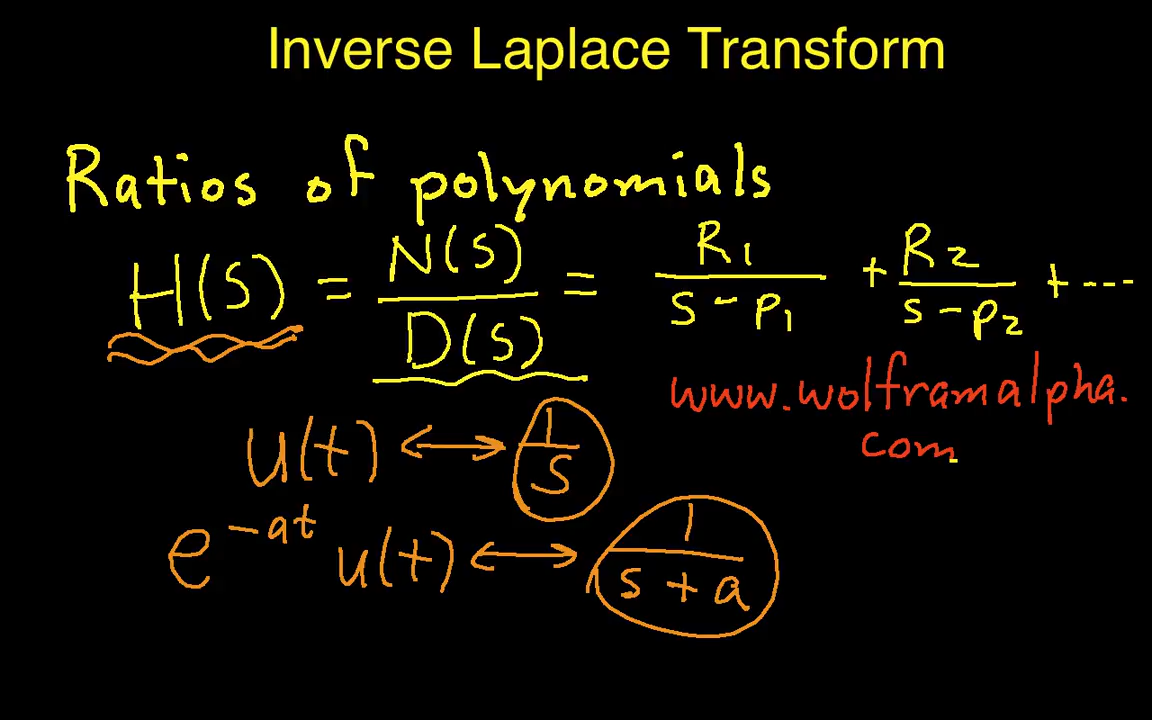 Inverse Laplace Transform
Ratios of polynomials
H(s) = N(s)/D(s) = R1/(s-p1) + R2/(s-p2) + ....
www.wolframalpha.
com
u(t) ↔ 1/s
e^-at u(t) ↔ 1/(s+a)